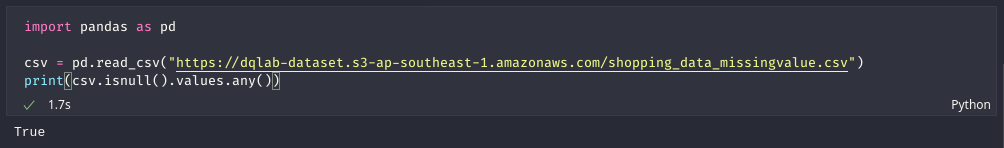 import pandas as pd
csv = pd.read_csv("https://dqlab-dataset.s3-ap-southeast-1.amazonaws.com/shopping_data_missingvalue.csv")
print(csv.isnull().values.any())
1.7s
Python
True